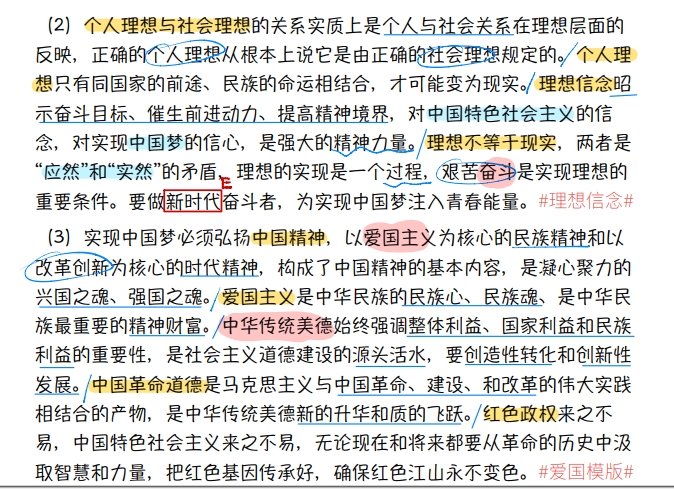 (2) 个人理想与社会理想的关系实质上是个人与社会关系在理想层面的
反映，正确的个人理想从根本上说它是由正确的社会理想规定的。个人理
想只有同国家的前途、民族的命运相结合，才可能变为现实。理想信念昭
示奋斗目标、催生前进动力、提高精神境界，对中国特色社会主义的信
念，对实现中国梦的信心，是强大的精神力量。理想不等于现实，两者是
“应然”和“实然”的矛盾，理想的实现是一个过程，艰苦奋斗是实现理想的
重要条件。要做新时代奋斗者，为实现中国梦注入青春能量。#理想信念#
(3) 实现中国梦必须弘扬中国精神，以爱国主义为核心的民族精神和以
改革创新为核心的时代精神，构成了中国精神的基本内容，是凝心聚力的
兴国之魂、强国之魂。爱国主义是中华民族的民族心、民族魂、是中华民
族最重要的精神财富。中华传统美德始终强调整体利益、国家利益和民族
利益的重要性，是社会主义道德建设的源头活水，要创造性转化和创新性
发展。中国革命道德是马克思主义与中国革命、建设、和改革的伟大实践
相结合的产物，是中华传统美德新的升华和质的飞跃。红色政权来之不
易，中国特色社会主义来之不易，无论现在和将来都要从革命的历史中汲
取智慧和力量，把红色基因传承好，确保红色江山永不变色。#爱国模版#